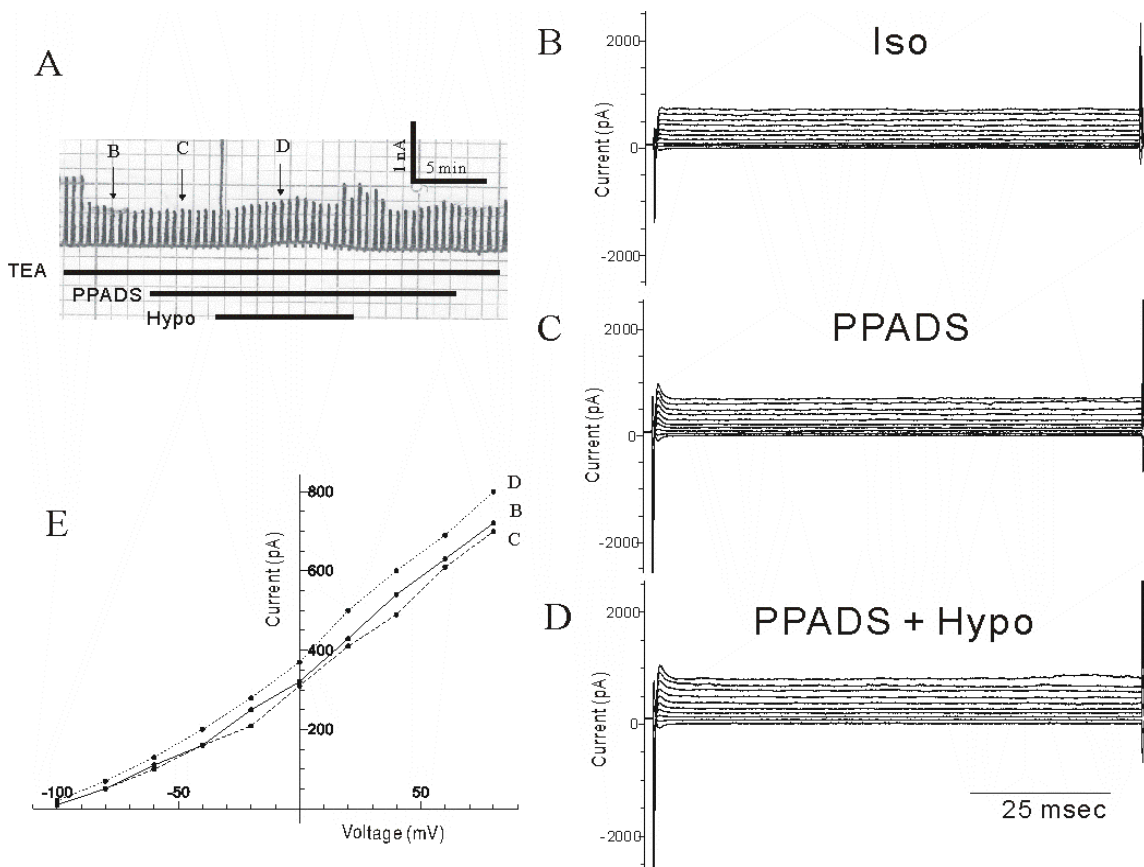 A
B
C
D
1 nA
5 min
TEA
PPADS
Hypo
B
Iso
Current (pA)
2000
0
-2000
C
PPADS
Current (pA)
2000
0
-2000
D
PPADS + Hypo
Current (pA)
2000
0
-2000
25 msec
E
Current (pA)
800
600
400
200
-100
-50
50
Voltage (mV)
D
B
C